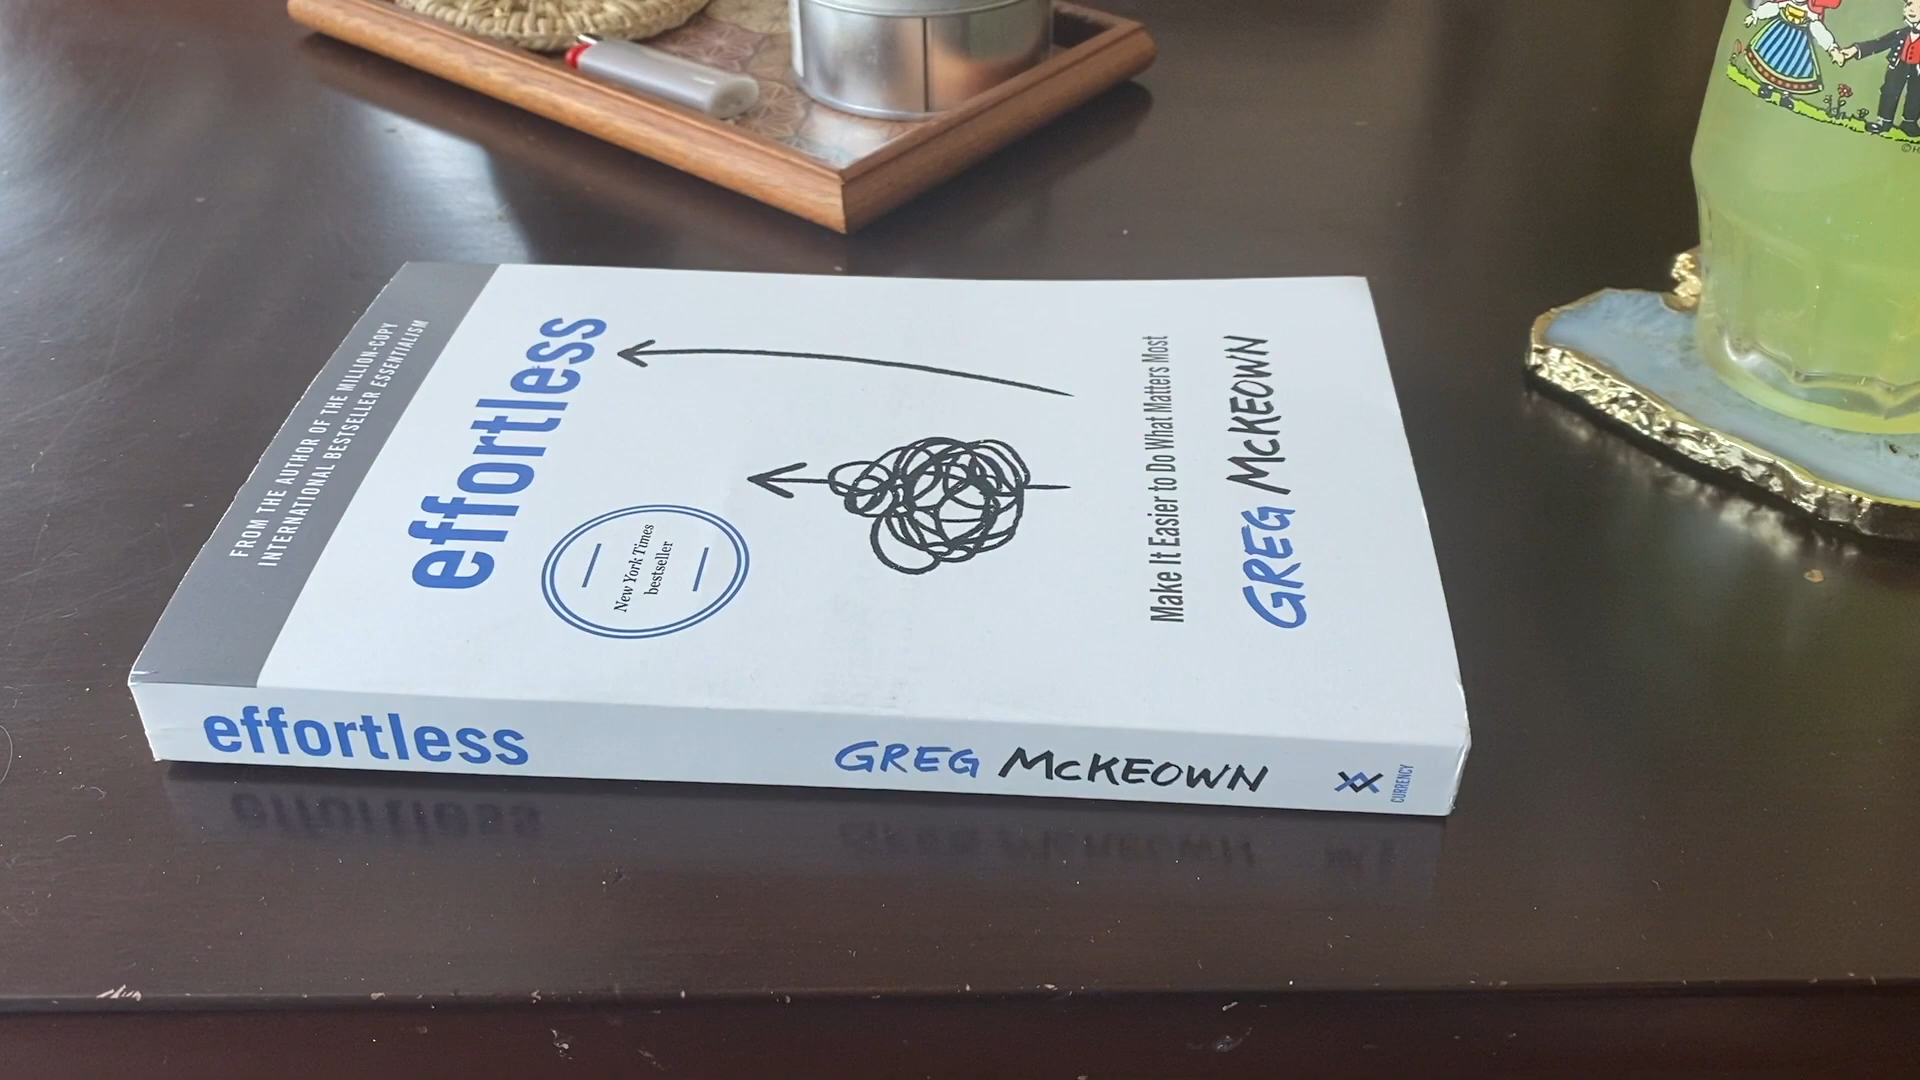 FROM THE AUTHOR OF THE MILLION-COPY
INTERNATIONAL BESTSELLER ESSENTIALISM
effortless
New York Times
bestseller
Make It Easier to Do What Matters Most
GREG MCKEOWN
effortless
GREG MCKEOWN
CURRENCY